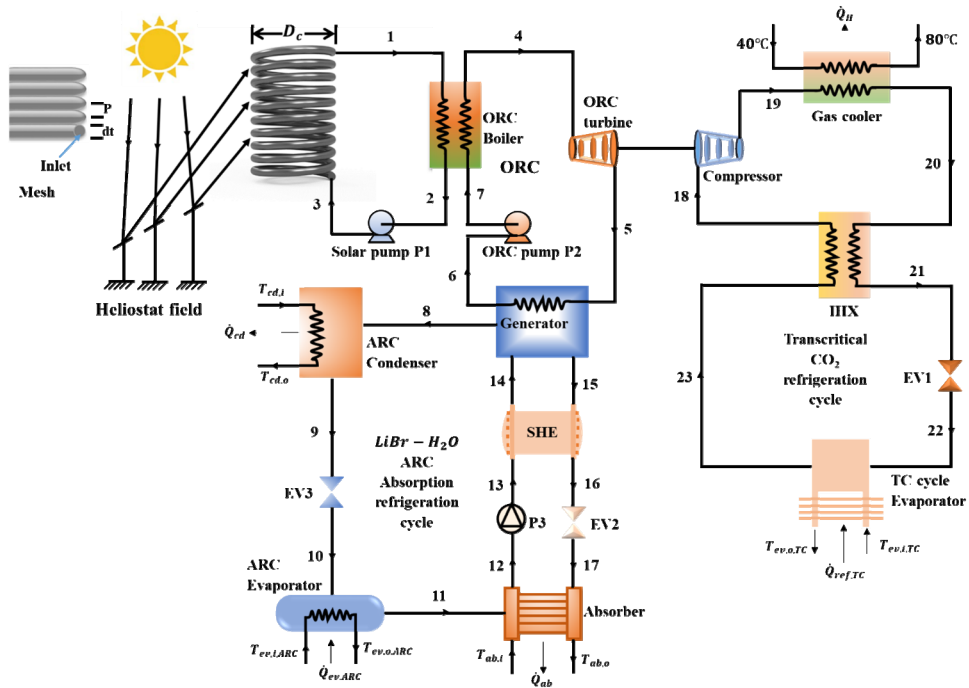 D_c
1
4
Q̇_H
40℃
80℃
19
Gas cooler
P
dt
Inlet
Mesh
ORC
Boiler
ORC
ORC
turbine
Compressor
20
18
3
2
7
5
Solar pump P1
ORC pump P2
6
Heliostat field
T_cd,i
Q̇_cd
T_cd,o
8
Generator
ARC
Condenser
IHX
21
Transcritical
CO₂
refrigeration
cycle
23
EV1
22
14
15
SHE
9
LiBr − H₂O
ARC
Absorption
refrigeration
cycle
EV3
13
16
P3
EV2
TC cycle
Evaporator
10
12
17
T_ev,o,TC
T_ev,i,TC
Q̇_ref,TC
ARC
Evaporator
11
Absorber
T_ev,i,ARC
T_ev,o,ARC
Q̇_ev,ARC
T_ab,i
T_ab,o
Q̇_ab